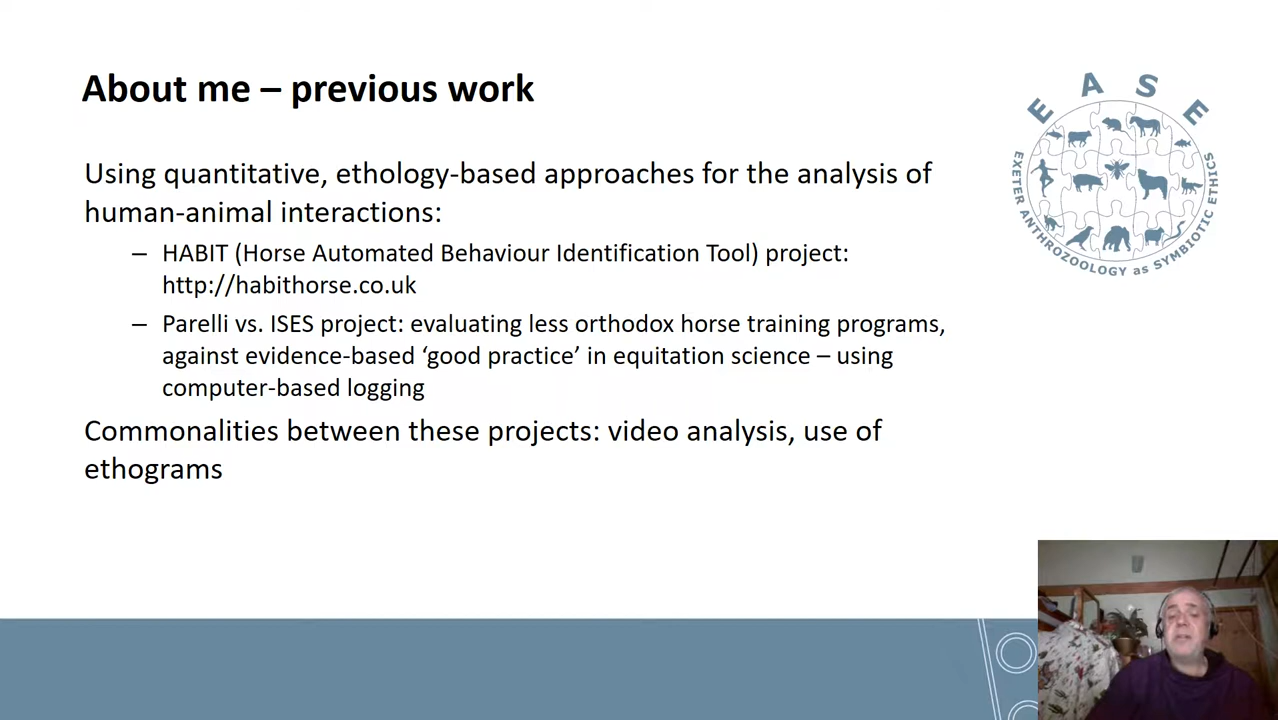 About me – previous work
E A S E
EXETER ANTHROZOOLOGY as SYMBIOTIC ETHICS
Using quantitative, ethology-based approaches for the analysis of
human-animal interactions:
– HABIT (Horse Automated Behaviour Identification Tool) project:
http://habithorse.co.uk
– Parelli vs. ISES project: evaluating less orthodox horse training programs,
against evidence-based ‘good practice’ in equitation science – using
computer-based logging
Commonalities between these projects: video analysis, use of
ethograms